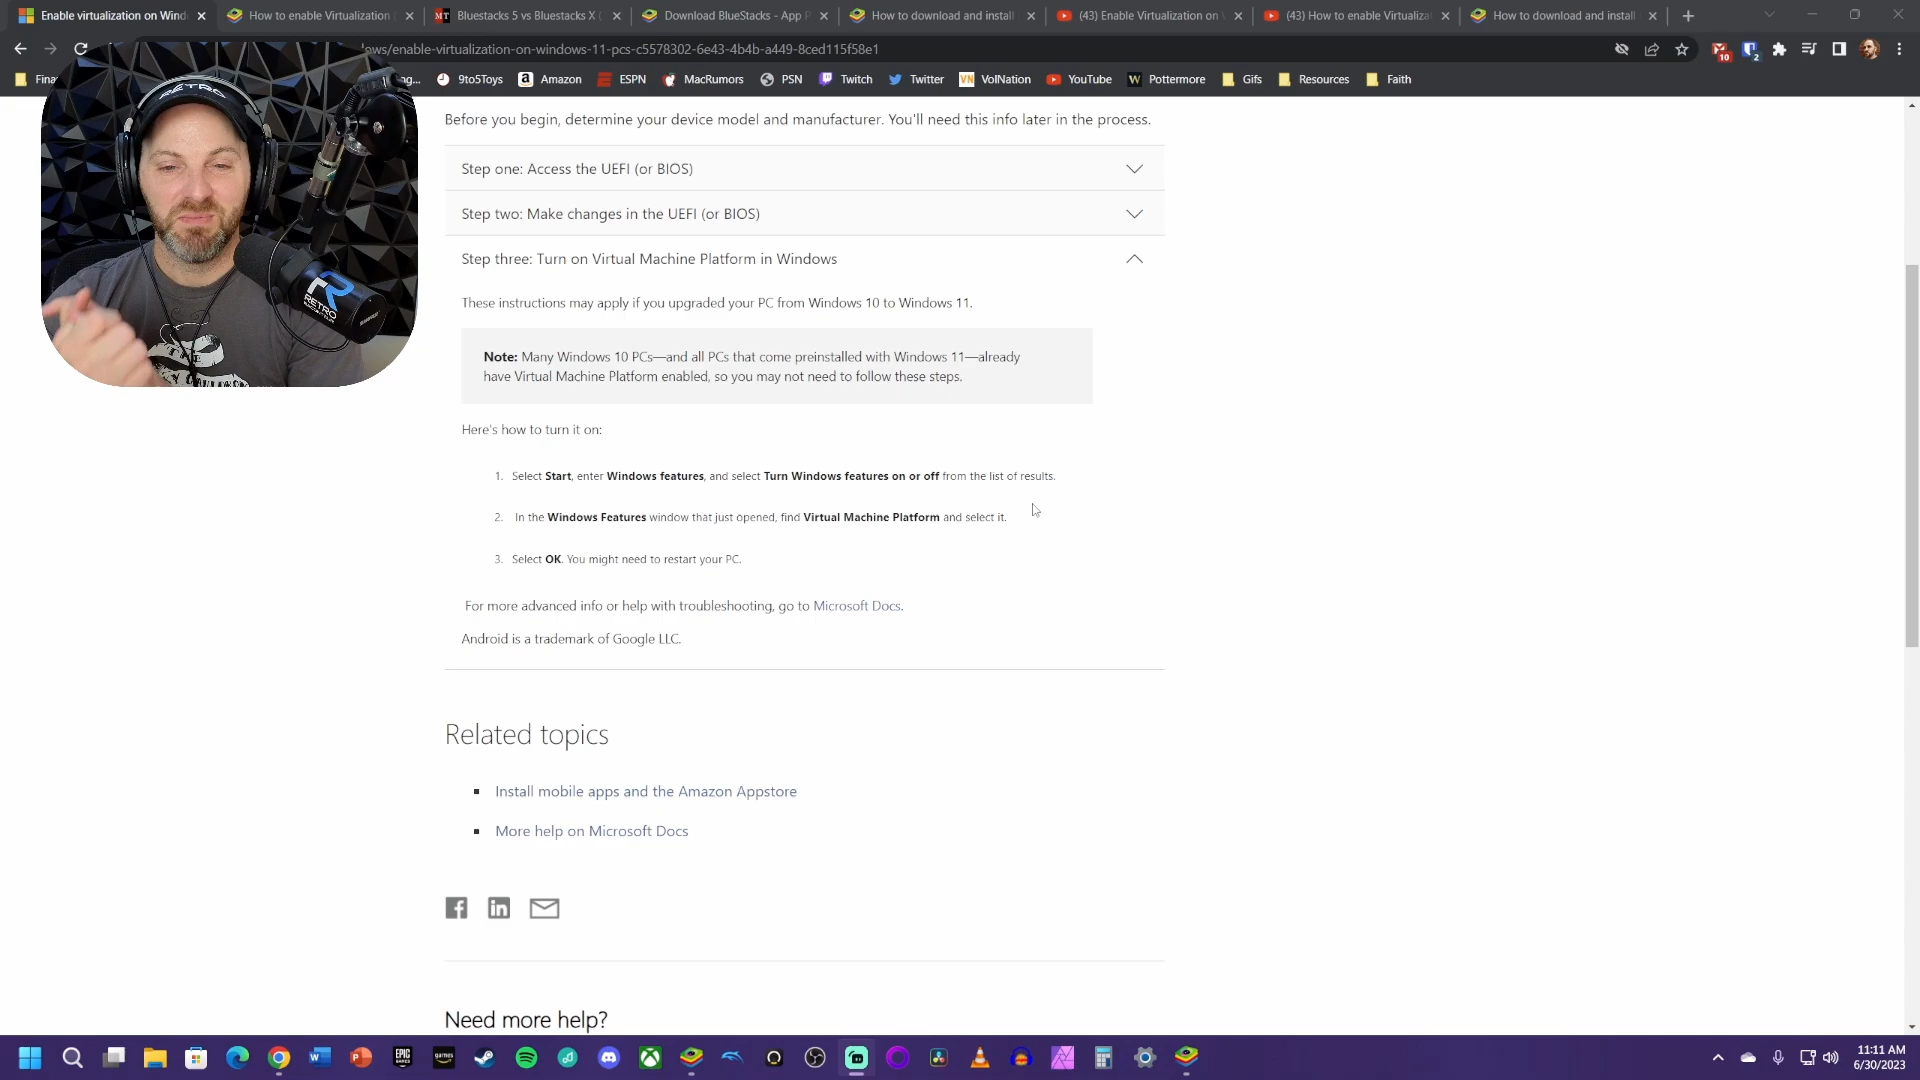 Enable virtualization on Wind
How to enable Virtualization
Bluestacks 5 vs Bluestacks X (
Download BlueStacks - App P
How to download and install
(43) Enable Virtualization on
(43) How to enable Virtualiza
How to download and install
ows/enable-virtualization-on-windows-11-pcs-c5578302-6e43-4b4b-a449-8ced115f58e1
10
2
Fina
9to5Toys
Amazon
ESPN
MacRumors
PSN
Twitch
Twitter
VolNation
YouTube
Pottermore
Gifs
Resources
Faith
Before you begin, determine your device model and manufacturer. You'll need this info later in the process.
Step one: Access the UEFI (or BIOS)
Step two: Make changes in the UEFI (or BIOS)
Step three: Turn on Virtual Machine Platform in Windows
These instructions may apply if you upgraded your PC from Windows 10 to Windows 11.
Note: Many Windows 10 PCs—and all PCs that come preinstalled with Windows 11—already
have Virtual Machine Platform enabled, so you may not need to follow these steps.
Here's how to turn it on:
1. Select Start, enter Windows features, and select Turn Windows features on or off from the list of results.
2. In the Windows Features window that just opened, find Virtual Machine Platform and select it.
3. Select OK. You might need to restart your PC.
For more advanced info or help with troubleshooting, go to Microsoft Docs.
Android is a trademark of Google LLC.
Related topics
Install mobile apps and the Amazon Appstore
More help on Microsoft Docs
Need more help?
RETRO
RETRO
11:11 AM
6/30/2023